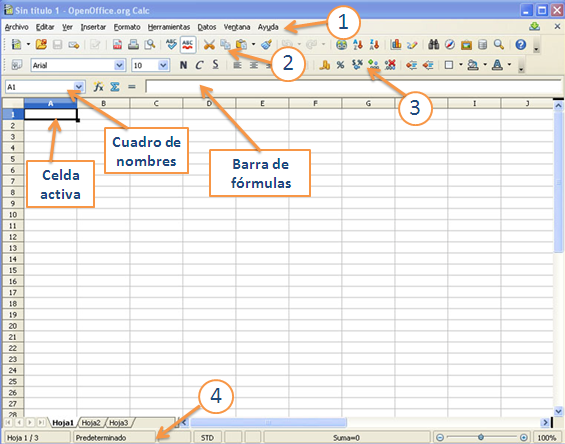 Sin título 1 - OpenOffice.org Calc
Archivo Editar Ver Insertar Formato Herramientas Datos Ventana Ayuda
1
ABC ABC
2
Arial 10 N C S
3
A1 fx Σ =
A B C D E F G H I J
1
2
3
4
5
6
7
8
9
10
11
12
13
14
15
16
17
18
19
20
21
22
23
24
25
26
27
28
Cuadro de
nombres
Barra de
fórmulas
Celda
activa
4
Hoja1 Hoja2 Hoja3
Hoja 1 / 3 Predeterminado STD Suma=0 100%